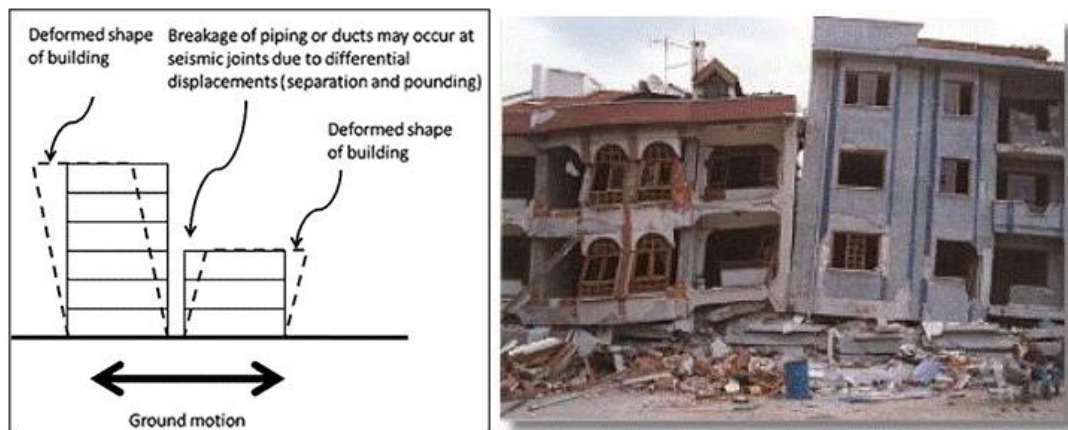 Deformed shape
of building
Breakage of piping or ducts may occur at
seismic joints due to differential
displacements (separation and pounding)
Deformed shape
of building
Ground motion